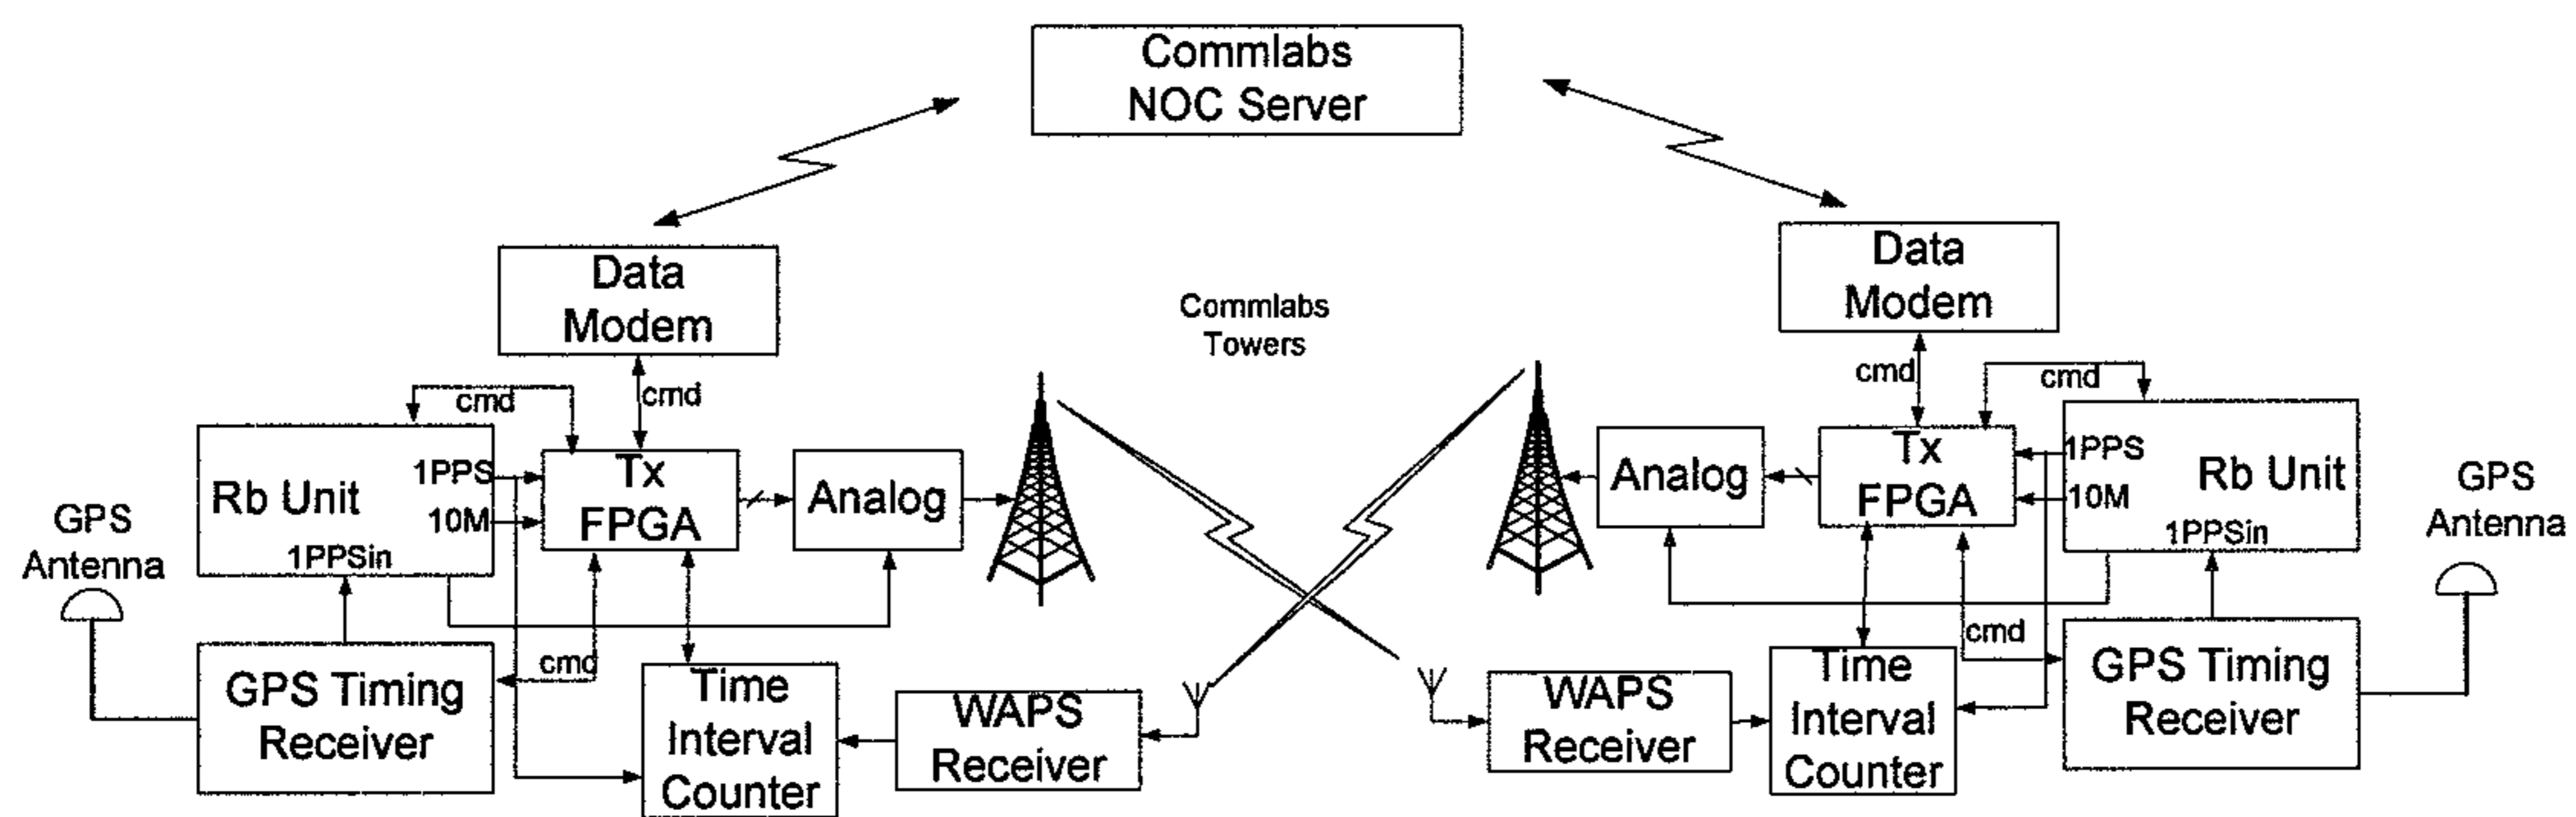 Commlabs
NOC Server
Data
Modem
Data
Modem
Commlabs
Towers
cmd
cmd
cmd
cmd
Rb Unit
1PPS
10M
1PPSin
Tx
FPGA
Analog
Analog
Tx
FPGA
1PPS
10M
Rb Unit
1PPSin
GPS
Antenna
GPS
Antenna
cmd
cmd
GPS Timing
Receiver
Time
Interval
Counter
WAPS
Receiver
WAPS
Receiver
Time
Interval
Counter
GPS Timing
Receiver